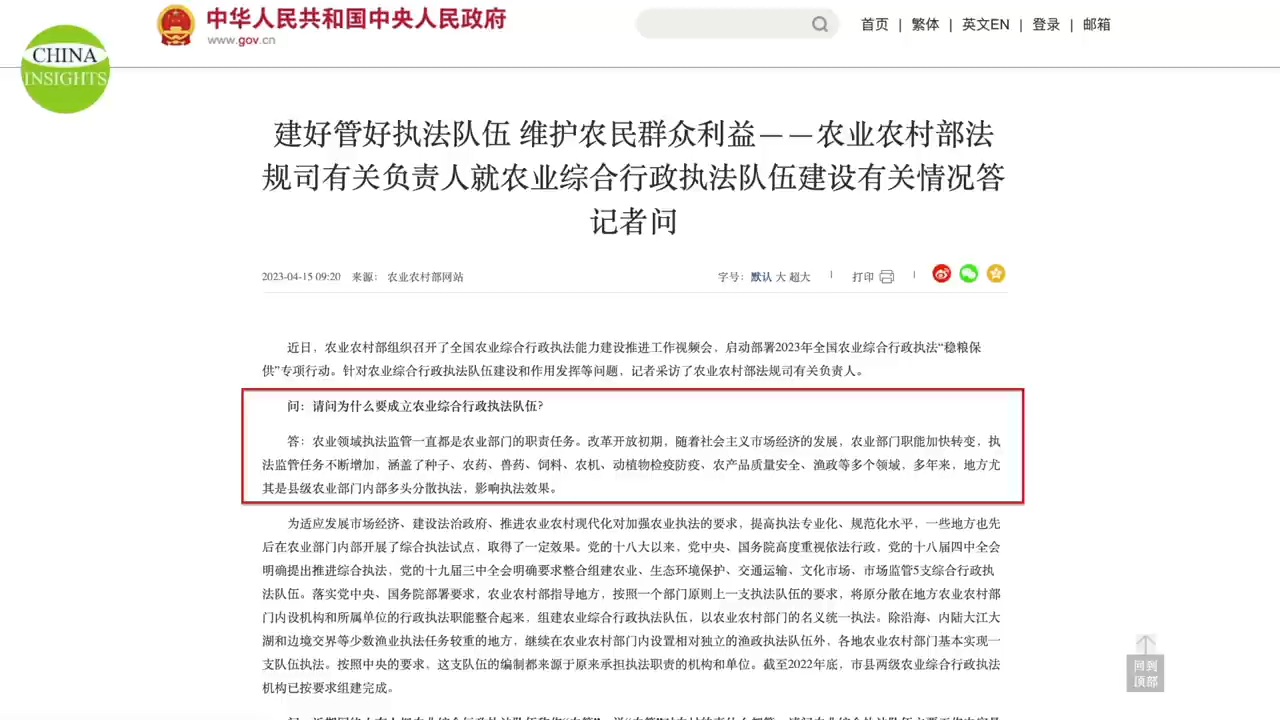 中华人民共和国中央人民政府
www.gov.cn
首页 | 繁体 | 英文EN | 登录 | 邮箱
CHINA
INSIGHTS
建好管好执法队伍 维护农民群众利益——农业农村部法
规司有关负责人就农业综合行政执法队伍建设有关情况答
记者问
2023-04-15 09:20 来源： 农业农村部网站
字号：默认 大 超大 | 打印 |
近日，农业农村部组织召开了全国农业综合行政执法能力建设推进工作视频会，启动部署2023年全国农业综合行政执法“稳粮保
供”专项行动。针对农业综合行政执法队伍建设和作用发挥等问题，记者采访了农业农村部法规司有关负责人。
问：请问为什么要成立农业综合行政执法队伍？
答：农业领域执法监管一直都是农业部门的职责任务。改革开放初期，随着社会主义市场经济的发展，农业部门职能加快转变，执
法监管任务不断增加，涵盖了种子、农药、兽药、饲料、农机、动植物检疫防疫、农产品质量安全、渔政等多个领域，多年来，地方尤
其是县级农业部门内部多头分散执法，影响执法效果。
为适应发展市场经济、建设法治政府、推进农业农村现代化对加强农业执法的要求，提高执法专业化、规范化水平，一些地方也先
后在农业部门内部开展了综合执法试点，取得了一定效果。党的十八大以来，党中央、国务院高度重视依法行政，党的十八届四中全会
明确提出推进综合执法，党的十九届三中全会明确要求整合组建农业、生态环境保护、交通运输、文化市场、市场监管5支综合行政执
法队伍。落实党中央、国务院部署要求，农业农村部指导地方，按照一个部门原则上一支执法队伍的要求，将原分散在地方农业农村部
门内设机构和所属单位的行政执法职能整合起来，组建农业综合行政执法队伍，以农业农村部门的名义统一执法。除沿海、内陆大江大
湖和边境交界等少数渔业执法任务较重的地方，继续在农业农村部门内设置相对独立的渔政执法队伍外，各地农业农村部门基本实现一
支队伍执法。按照中央的要求，这支队伍的编制都来源于原来承担执法职责的机构和单位。截至2022年底，市县两级农业综合行政执法
机构已按要求组建完成。
回到
顶部